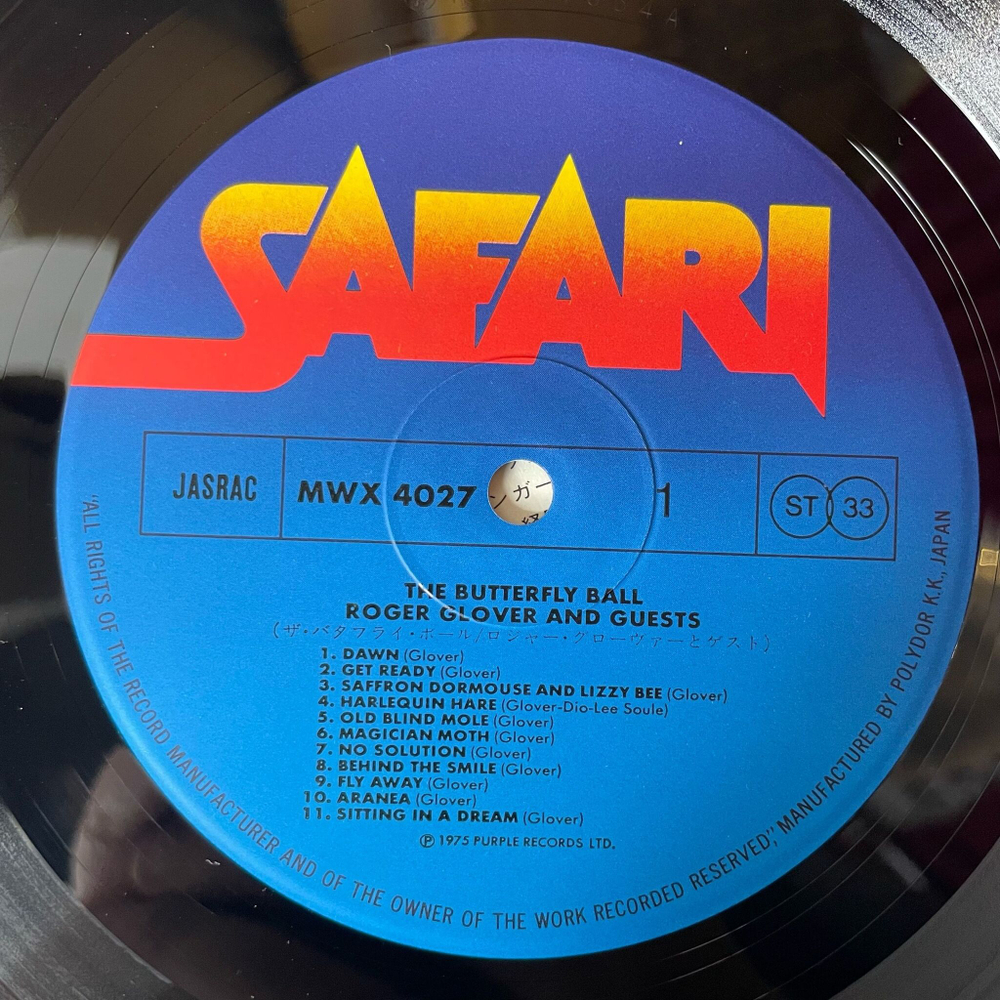 SAFARI
JASRAC
MWX 4027
ンガー
1
ST 33
THE BUTTERFLY BALL
ROGER GLOVER AND GUESTS
(ザ・バタフライ・ボール/ロジャー・グローヴァーとゲスト)
1. DAWN (Glover)
2. GET READY (Glover)
3. SAFFRON DORMOUSE AND LIZZY BEE (Glover)
4. HARLEQUIN HARE (Glover-Dio-Lee Soule)
5. OLD BLIND MOLE (Glover)
6. MAGICIAN MOTH (Glover)
7. NO SOLUTION (Glover)
8. BEHIND THE SMILE (Glover)
9. FLY AWAY (Glover)
10. ARANEA (Glover)
11. SITTING IN A DREAM (Glover)
Ⓟ 1975 PURPLE RECORDS LTD.
"ALL RIGHTS OF THE RECORD MANUFACTURER AND OF THE OWNER OF THE WORK RECORDED RESERVED," MANUFACTURED BY POLYDOR K.K., JAPAN